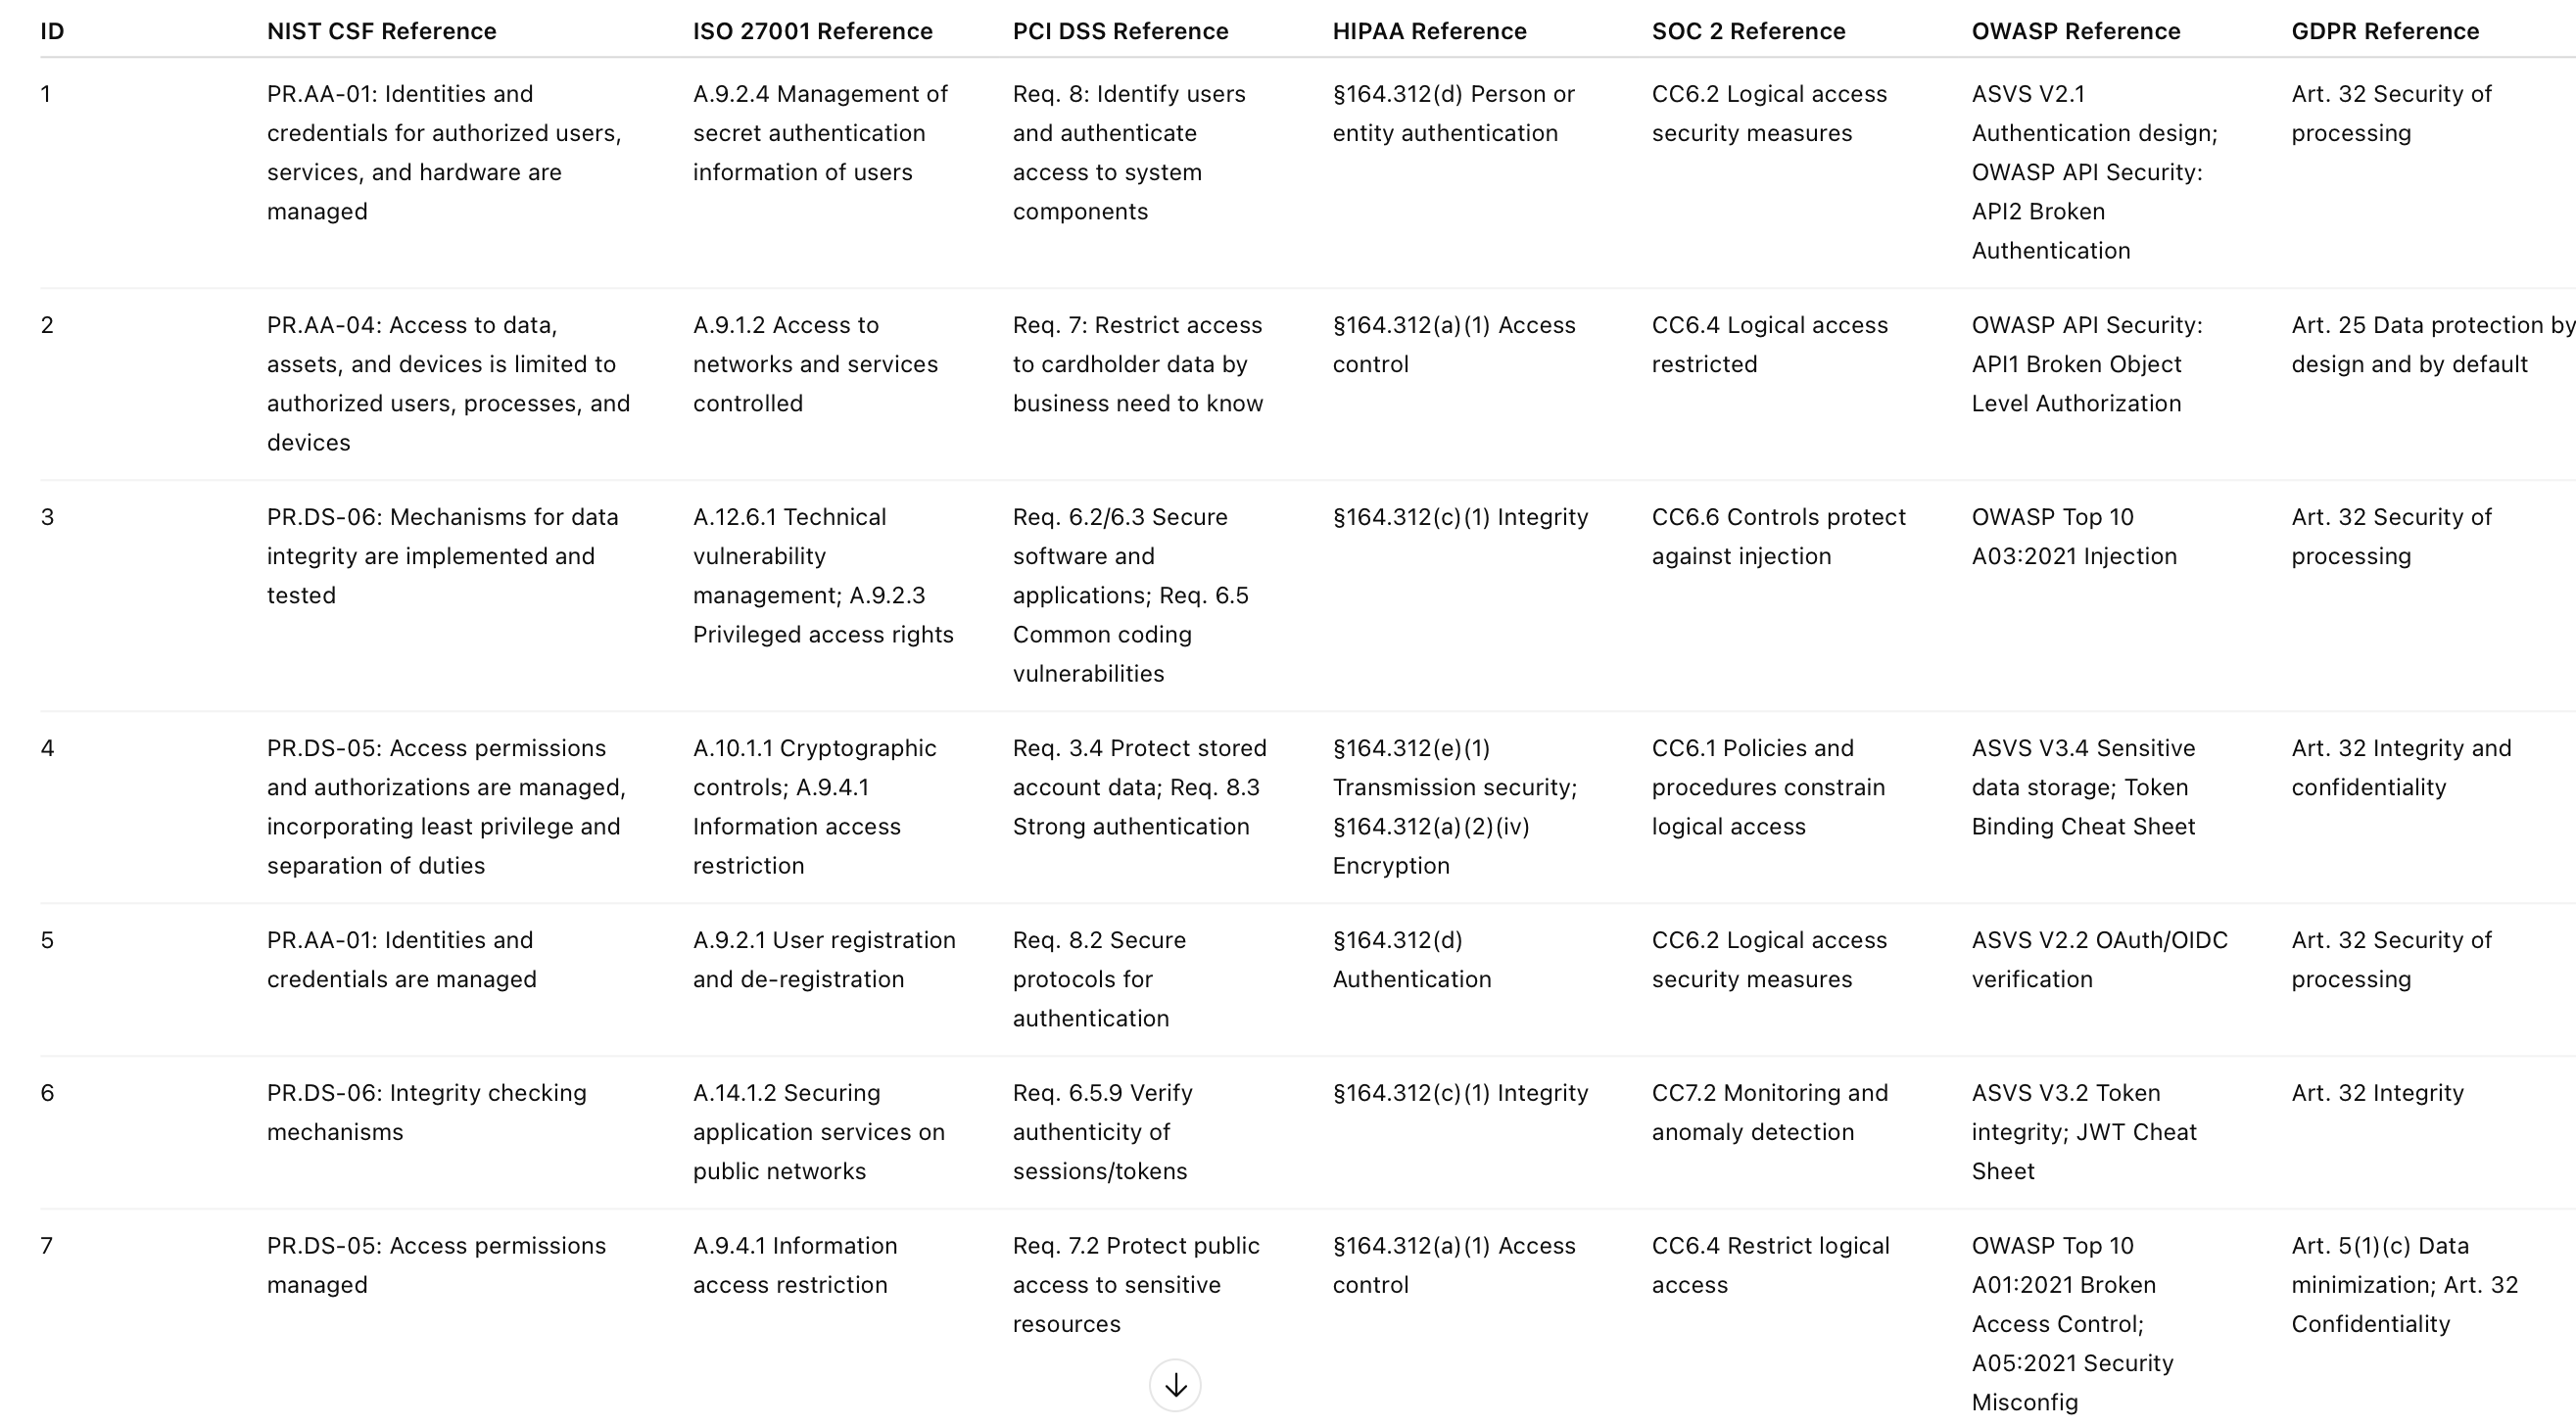 ID
NIST CSF Reference
ISO 27001 Reference
PCI DSS Reference
HIPAA Reference
SOC 2 Reference
OWASP Reference
GDPR Reference
1
PR.AA-01: Identities and
credentials for authorized users,
services, and hardware are
managed
A.9.2.4 Management of
secret authentication
information of users
Req. 8: Identify users
and authenticate
access to system
components
§164.312(d) Person or
entity authentication
CC6.2 Logical access
security measures
ASVS V2.1
Authentication design;
OWASP API Security:
API2 Broken
Authentication
Art. 32 Security of
processing
2
PR.AA-04: Access to data,
assets, and devices is limited to
authorized users, processes, and
devices
A.9.1.2 Access to
networks and services
controlled
Req. 7: Restrict access
to cardholder data by
business need to know
§164.312(a)(1) Access
control
CC6.4 Logical access
restricted
OWASP API Security:
API1 Broken Object
Level Authorization
Art. 25 Data protection by
design and by default
3
PR.DS-06: Mechanisms for data
integrity are implemented and
tested
A.12.6.1 Technical
vulnerability
management; A.9.2.3
Privileged access rights
Req. 6.2/6.3 Secure
software and
applications; Req. 6.5
Common coding
vulnerabilities
§164.312(c)(1) Integrity
CC6.6 Controls protect
against injection
OWASP Top 10
A03:2021 Injection
Art. 32 Security of
processing
4
PR.DS-05: Access permissions
and authorizations are managed,
incorporating least privilege and
separation of duties
A.10.1.1 Cryptographic
controls; A.9.4.1
Information access
restriction
Req. 3.4 Protect stored
account data; Req. 8.3
Strong authentication
§164.312(e)(1)
Transmission security;
§164.312(a)(2)(iv)
Encryption
CC6.1 Policies and
procedures constrain
logical access
ASVS V3.4 Sensitive
data storage; Token
Binding Cheat Sheet
Art. 32 Integrity and
confidentiality
5
PR.AA-01: Identities and
credentials are managed
A.9.2.1 User registration
and de-registration
Req. 8.2 Secure
protocols for
authentication
§164.312(d)
Authentication
CC6.2 Logical access
security measures
ASVS V2.2 OAuth/OIDC
verification
Art. 32 Security of
processing
6
PR.DS-06: Integrity checking
mechanisms
A.14.1.2 Securing
application services on
public networks
Req. 6.5.9 Verify
authenticity of
sessions/tokens
§164.312(c)(1) Integrity
CC7.2 Monitoring and
anomaly detection
ASVS V3.2 Token
integrity; JWT Cheat
Sheet
Art. 32 Integrity
7
PR.DS-05: Access permissions
managed
A.9.4.1 Information
access restriction
Req. 7.2 Protect public
access to sensitive
resources
§164.312(a)(1) Access
control
CC6.4 Restrict logical
access
OWASP Top 10
A01:2021 Broken
Access Control;
A05:2021 Security
Misconfig
Art. 5(1)(c) Data
minimization; Art. 32
Confidentiality